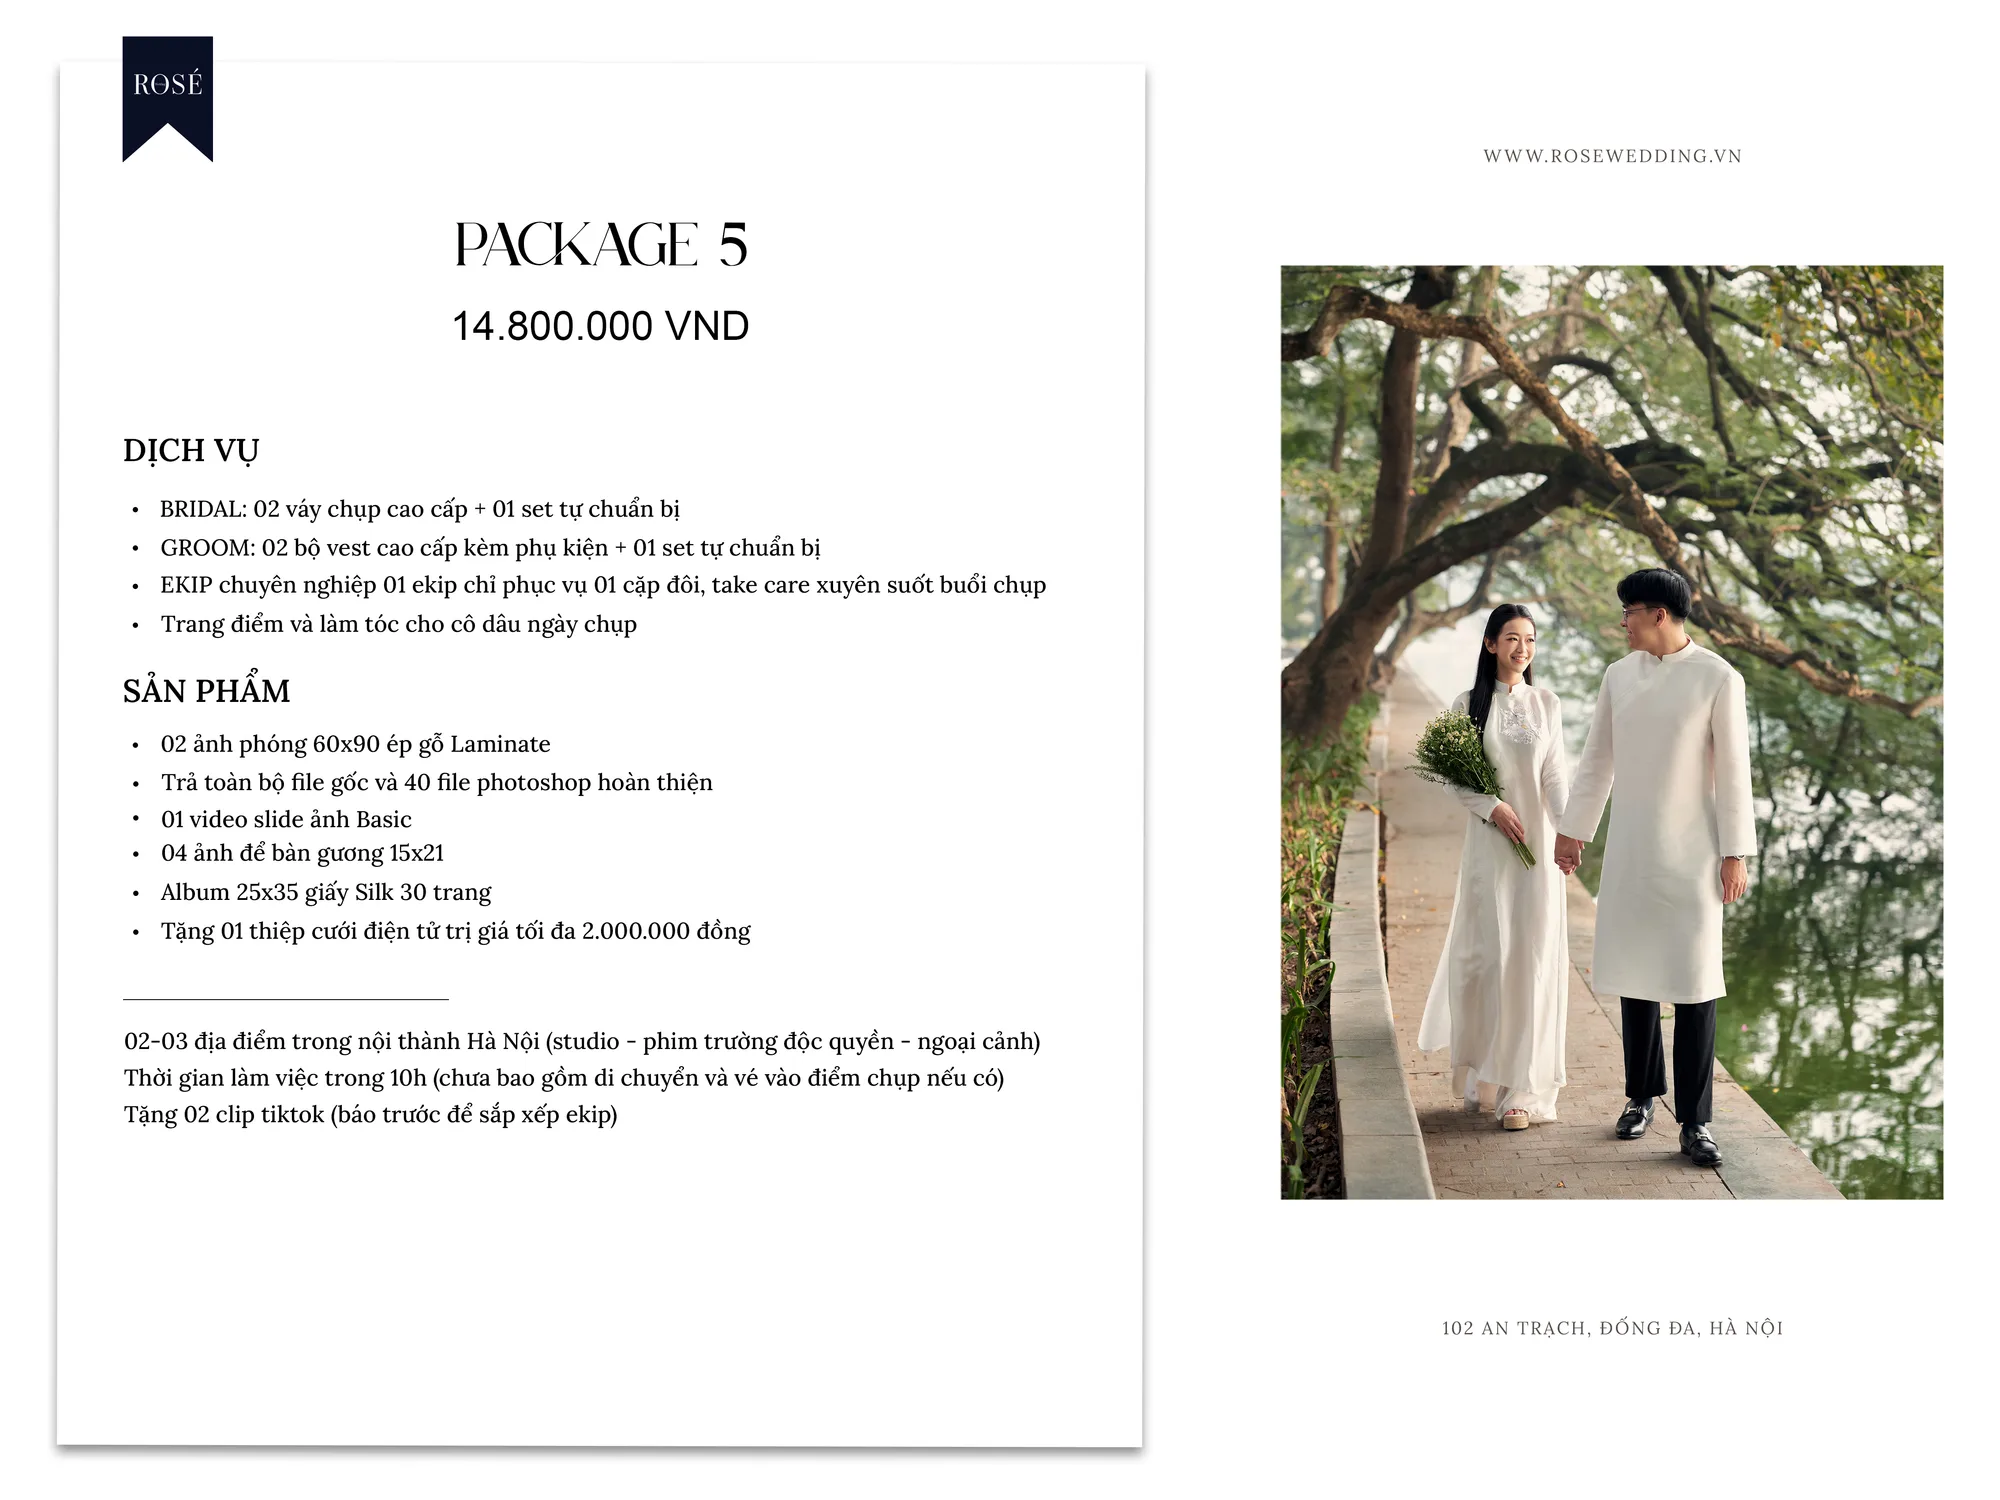 ROSÉ
PACKAGE 5
14.800.000 VND
DỊCH VỤ
• BRIDAL: 02 váy chụp cao cấp + 01 set tự chuẩn bị
• GROOM: 02 bộ vest cao cấp kèm phụ kiện + 01 set tự chuẩn bị
• EKIP chuyên nghiệp 01 ekip chỉ phục vụ 01 cặp đôi, take care xuyên suốt buổi chụp
• Trang điểm và làm tóc cho cô dâu ngày chụp
SẢN PHẨM
• 02 ảnh phóng 60x90 ép gỗ Laminate
• Trả toàn bộ file gốc và 40 file photoshop hoàn thiện
• 01 video slide ảnh Basic
• 04 ảnh để bàn gương 15x21
• Album 25x35 giấy Silk 30 trang
• Tặng 01 thiệp cưới điện tử trị giá tối đa 2.000.000 đồng
02-03 địa điểm trong nội thành Hà Nội (studio - phim trường độc quyền - ngoại cảnh)
Thời gian làm việc trong 10h (chưa bao gồm di chuyển và vé vào điểm chụp nếu có)
Tặng 02 clip tiktok (báo trước để sắp xếp ekip)
WWW.ROSEWEDDING.VN
102 AN TRẠCH, ĐỐNG ĐA, HÀ NỘI